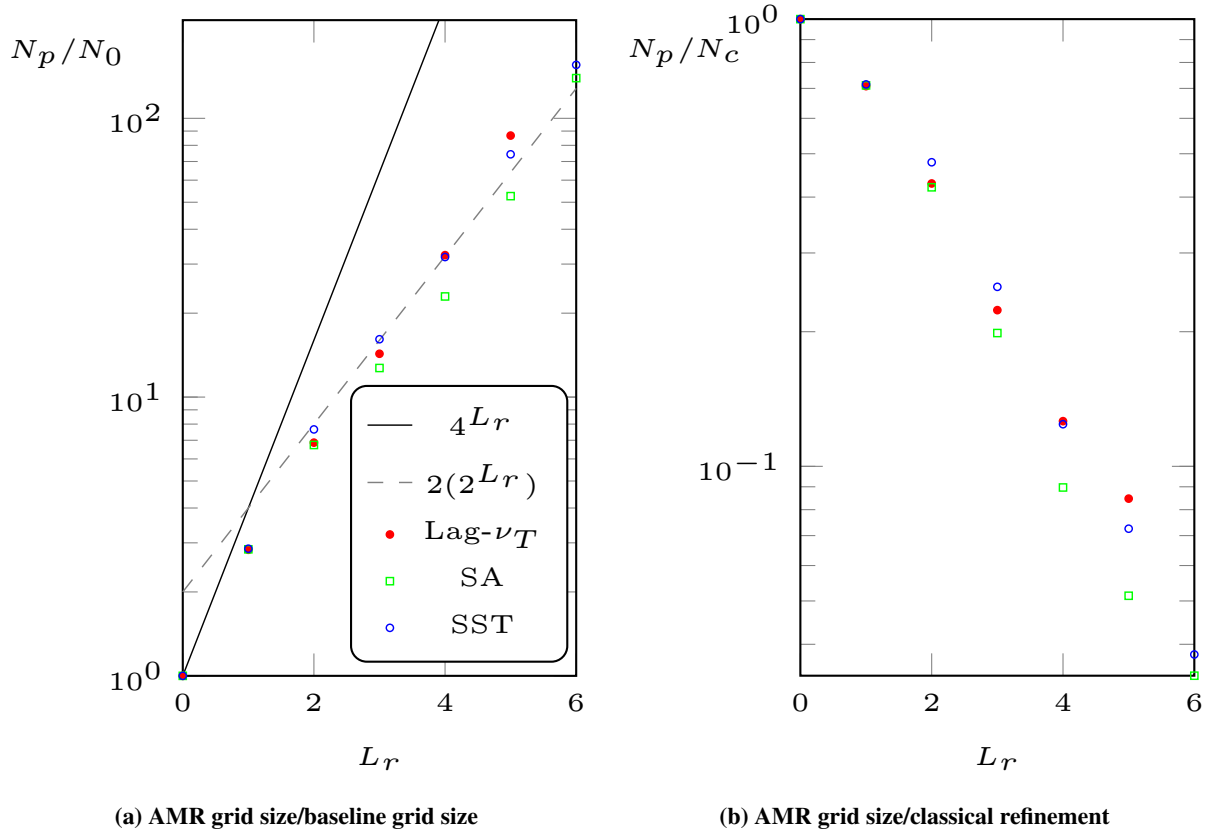 N_p/N_0
10^2
10^1
10^0
4^{L_r}
2(2^{L_r})
Lag-ν_T
SA
SST
0
2
4
6
L_r
(a) AMR grid size/baseline grid size
N_p/N_c
10^0
10^{-1}
0
2
4
6
L_r
(b) AMR grid size/classical refinement